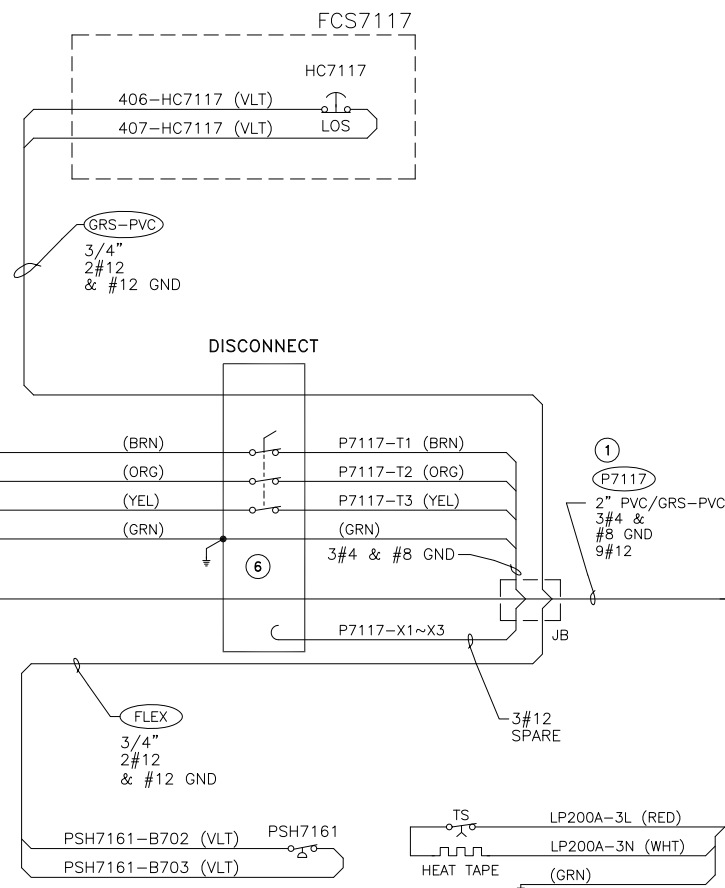 FCS7117
HC7117
406-HC7117 (VLT)
407-HC7117 (VLT)
LOS
GRS-PVC
3/4"
2#12
& #12 GND
DISCONNECT
(BRN)
P7117-T1 (BRN)
(ORG)
P7117-T2 (ORG)
(YEL)
P7117-T3 (YEL)
(GRN)
(GRN)
3#4 & #8 GND
1
P7117
2" PVC/GRS-PVC
3#4 &
#8 GND
9#12
6
P7117-X1~X3
JB
3#12
SPARE
FLEX
3/4"
2#12
& #12 GND
PSH7161-B702 (VLT)
PSH7161
PSH7161-B703 (VLT)
TS
LP200A-3L (RED)
LP200A-3N (WHT)
HEAT TAPE
(GRN)